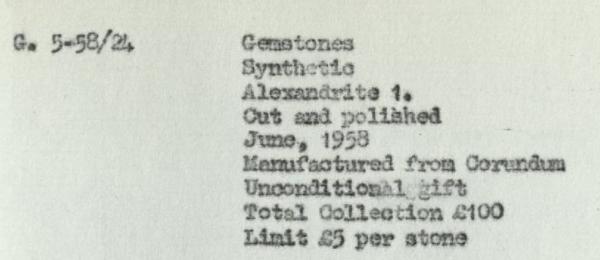 G. 5-58/24 Gemstones
Synthetic
Alexandrite 1.
Cut and polished
June, 1958
Manufactured from Corundum
Unconditional gift
Total Collection £100
Limit £5 per stone